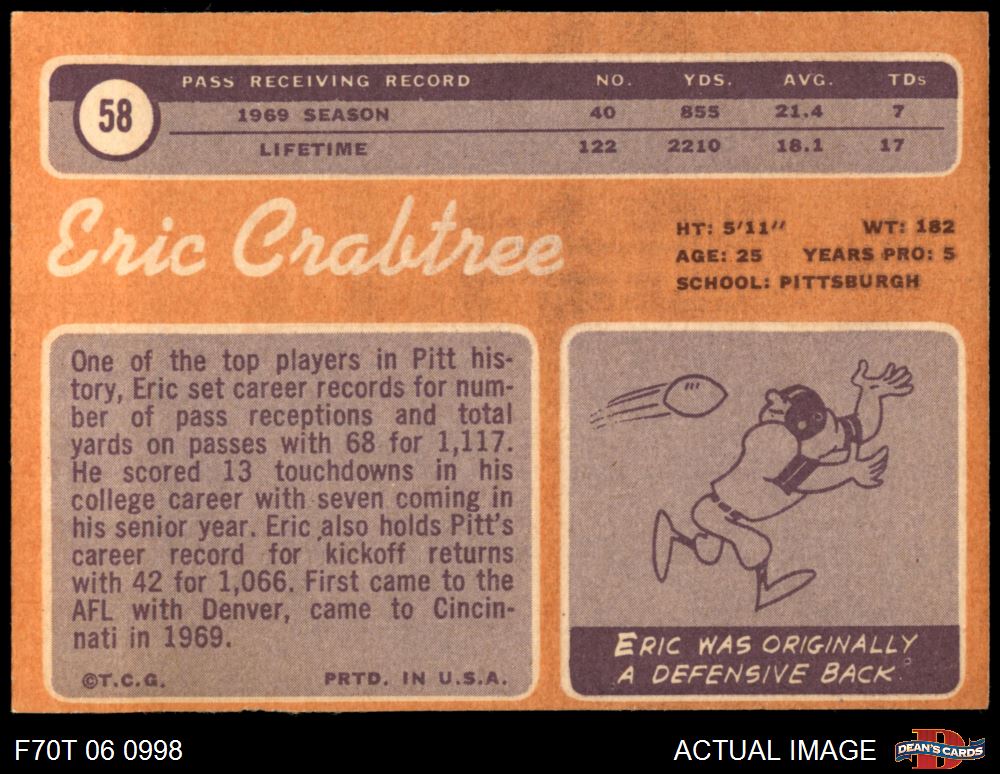 58
PASS RECEIVING RECORD NO. YDS. AVG. TDs
1969 SEASON 40 855 21.4 7
LIFETIME 122 2210 18.1 17
Eric Crabtree
HT: 5'11" WT: 182
AGE: 25 YEARS PRO: 5
SCHOOL: PITTSBURGH
One of the top players in Pitt his-
tory, Eric set career records for num-
ber of pass receptions and total
yards on passes with 68 for 1,117.
He scored 13 touchdowns in his
college career with seven coming in
his senior year. Eric also holds Pitt's
career record for kickoff returns
with 42 for 1,066. First came to the
AFL with Denver, came to Cincin-
nati in 1969.
©T.C.G. PRTD. IN U.S.A.
ERIC WAS ORIGINALLY
A DEFENSIVE BACK
F70T 06 0998 ACTUAL IMAGE
D
DEAN'S CARDS